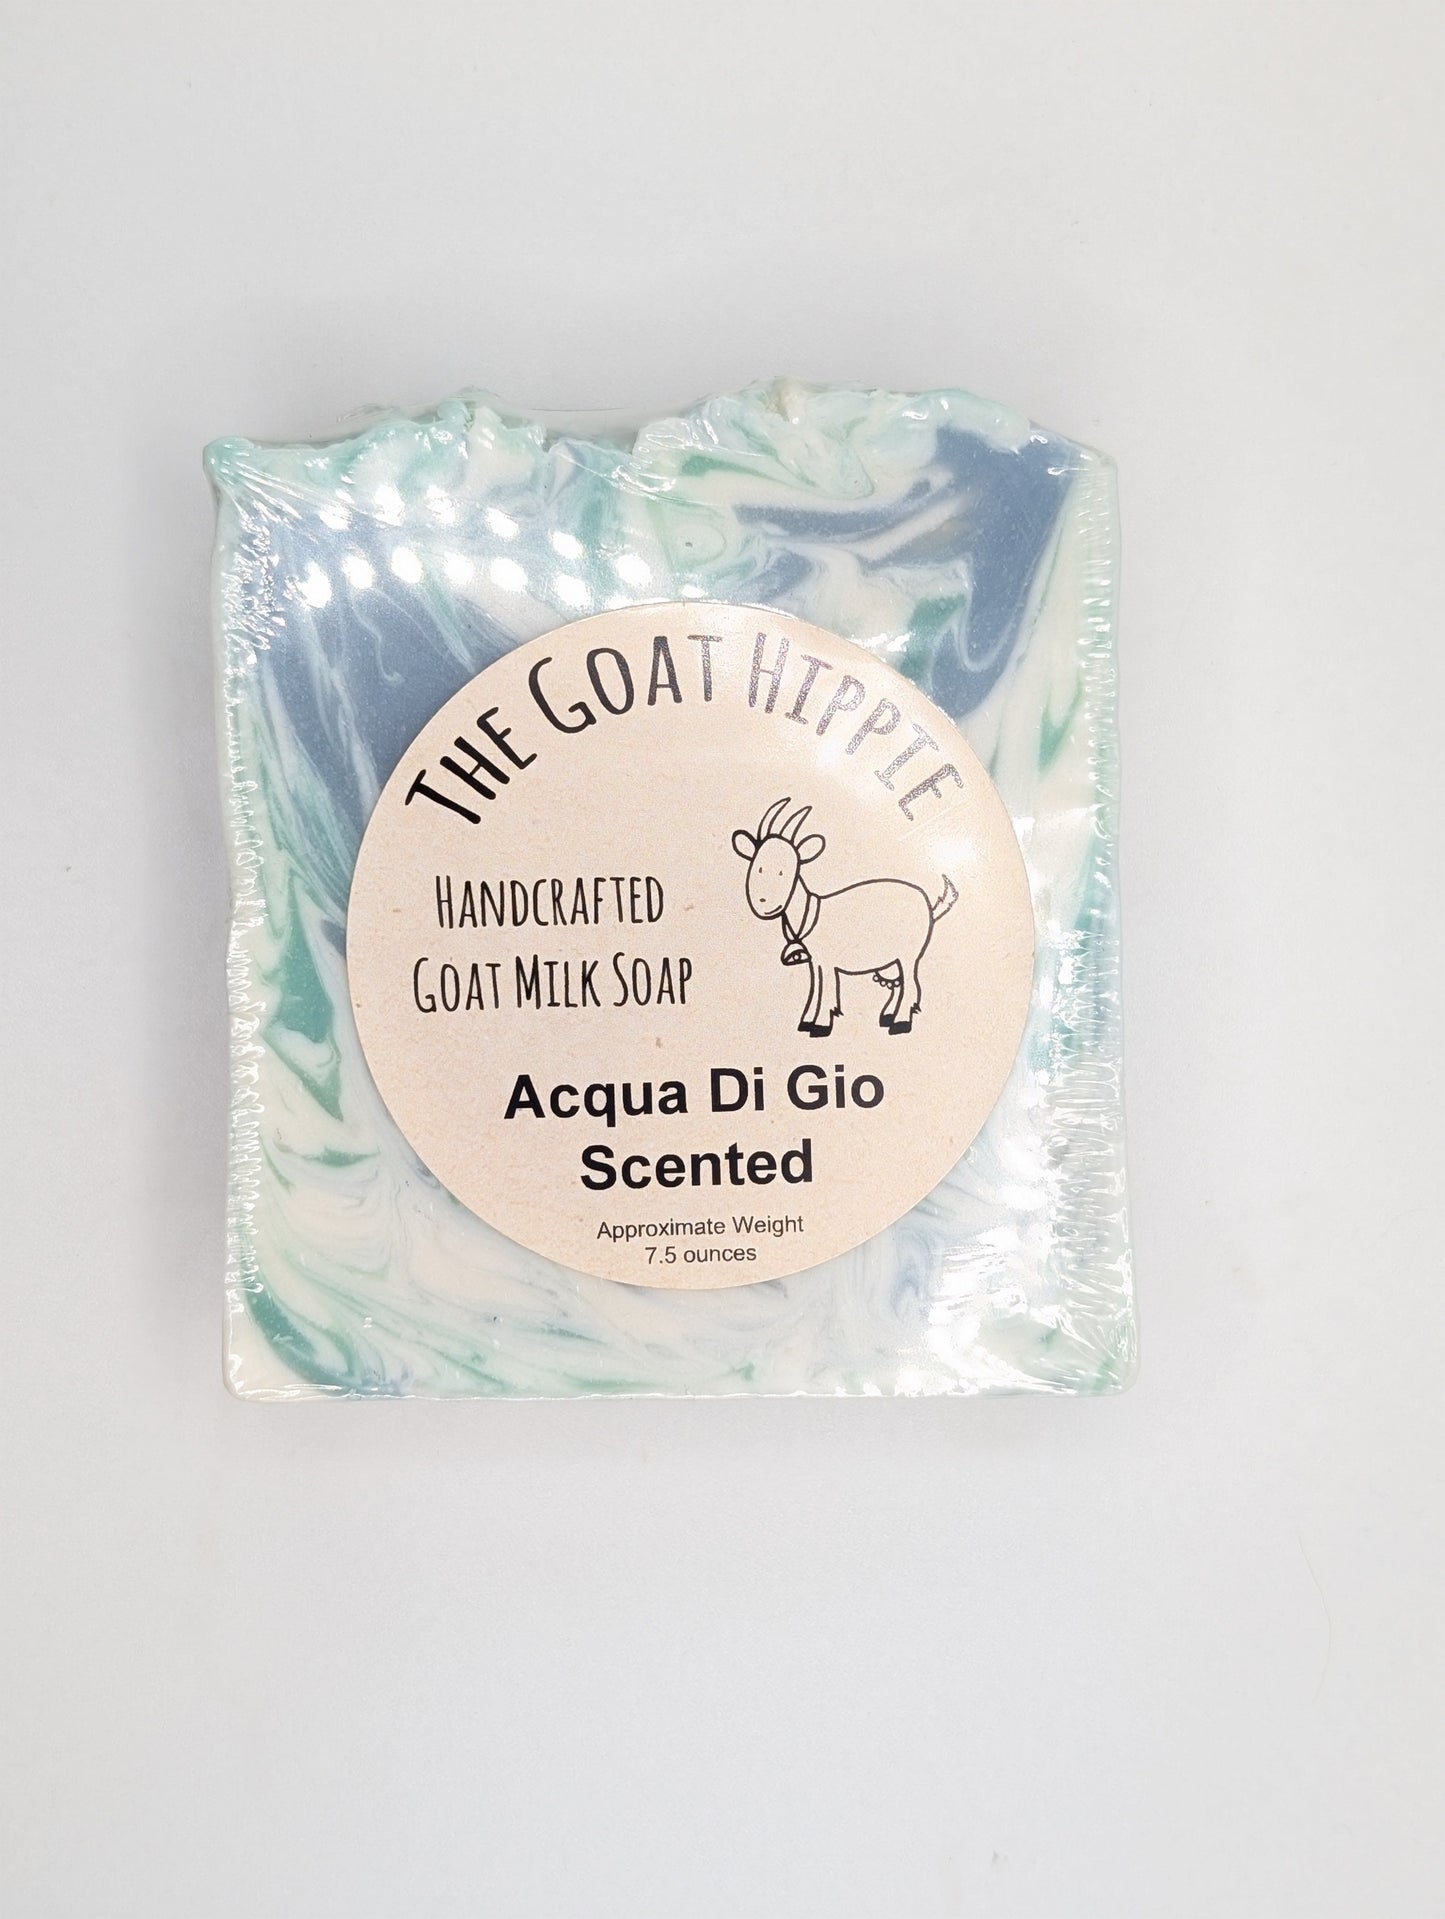 THE GOAT HIPPIE
HANDCRAFTED
GOAT MILK SOAP
Acqua Di Gio
Scented
Approximate Weight
7.5 ounces